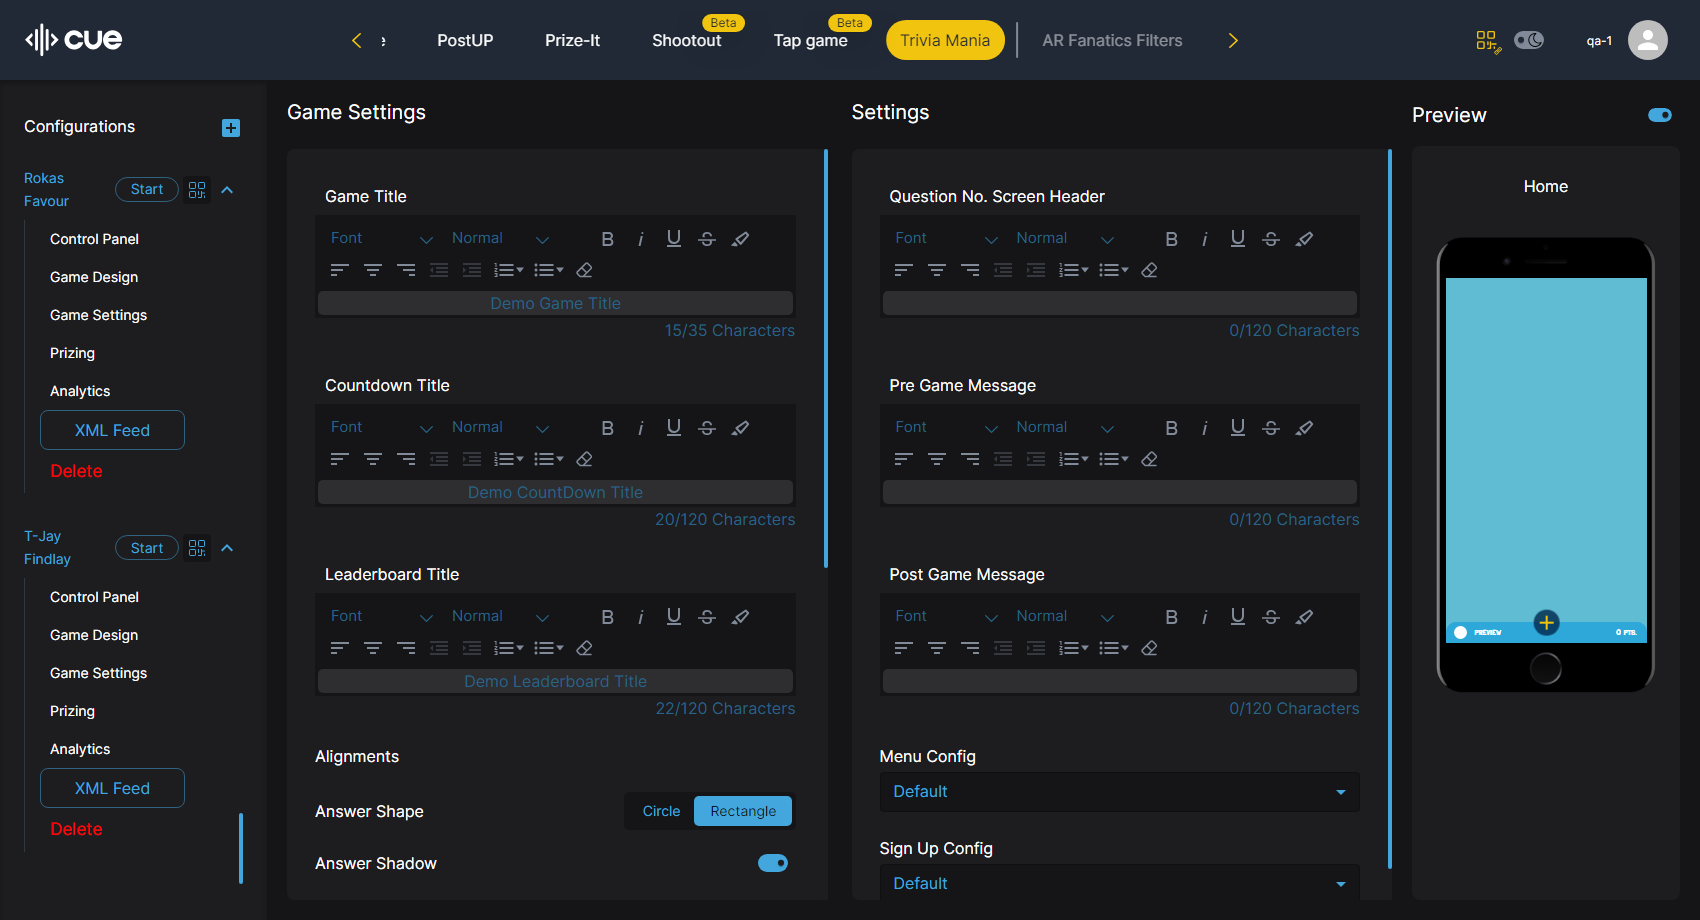 cue
e
PostUP
Prize-It
Shootout
Beta
Tap game
Beta
Trivia Mania
AR Fanatics Filters
qa-1
Configurations
Rokas
Favour
Start
Control Panel
Game Design
Game Settings
Prizing
Analytics
XML Feed
Delete
T-Jay
Findlay
Start
Control Panel
Game Design
Game Settings
Prizing
Analytics
XML Feed
Delete
Game Settings
Game Title
Font Normal B i U S
Demo Game Title
15/35 Characters
Countdown Title
Font Normal B i U S
Demo CountDown Title
20/120 Characters
Leaderboard Title
Font Normal B i U S
Demo Leaderboard Title
22/120 Characters
Alignments
Answer Shape
Circle
Rectangle
Answer Shadow
Settings
Question No. Screen Header
Font Normal B i U S
0/120 Characters
Pre Game Message
Font Normal B i U S
0/120 Characters
Post Game Message
Font Normal B i U S
0/120 Characters
Menu Config
Default
Sign Up Config
Default
Preview
Home
PREVIEW
0 PTS.